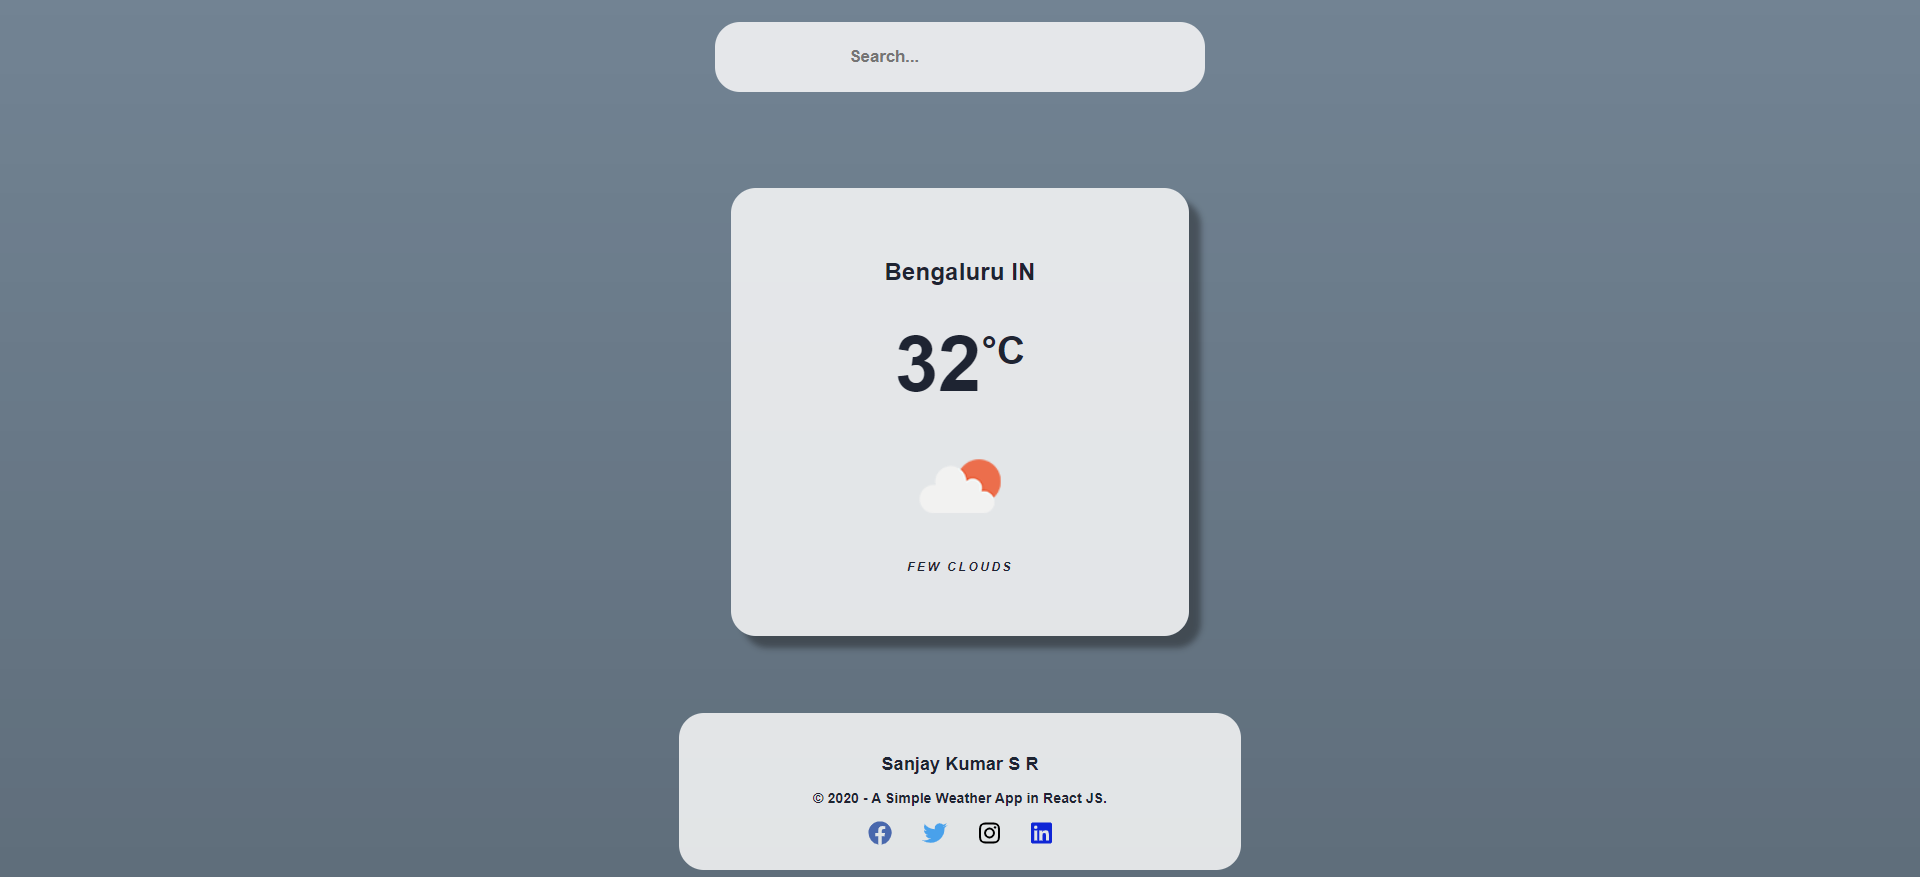 Search...
Bengaluru IN
32°C
FEW CLOUDS
Sanjay Kumar S R
© 2020 - A Simple Weather App in React JS.